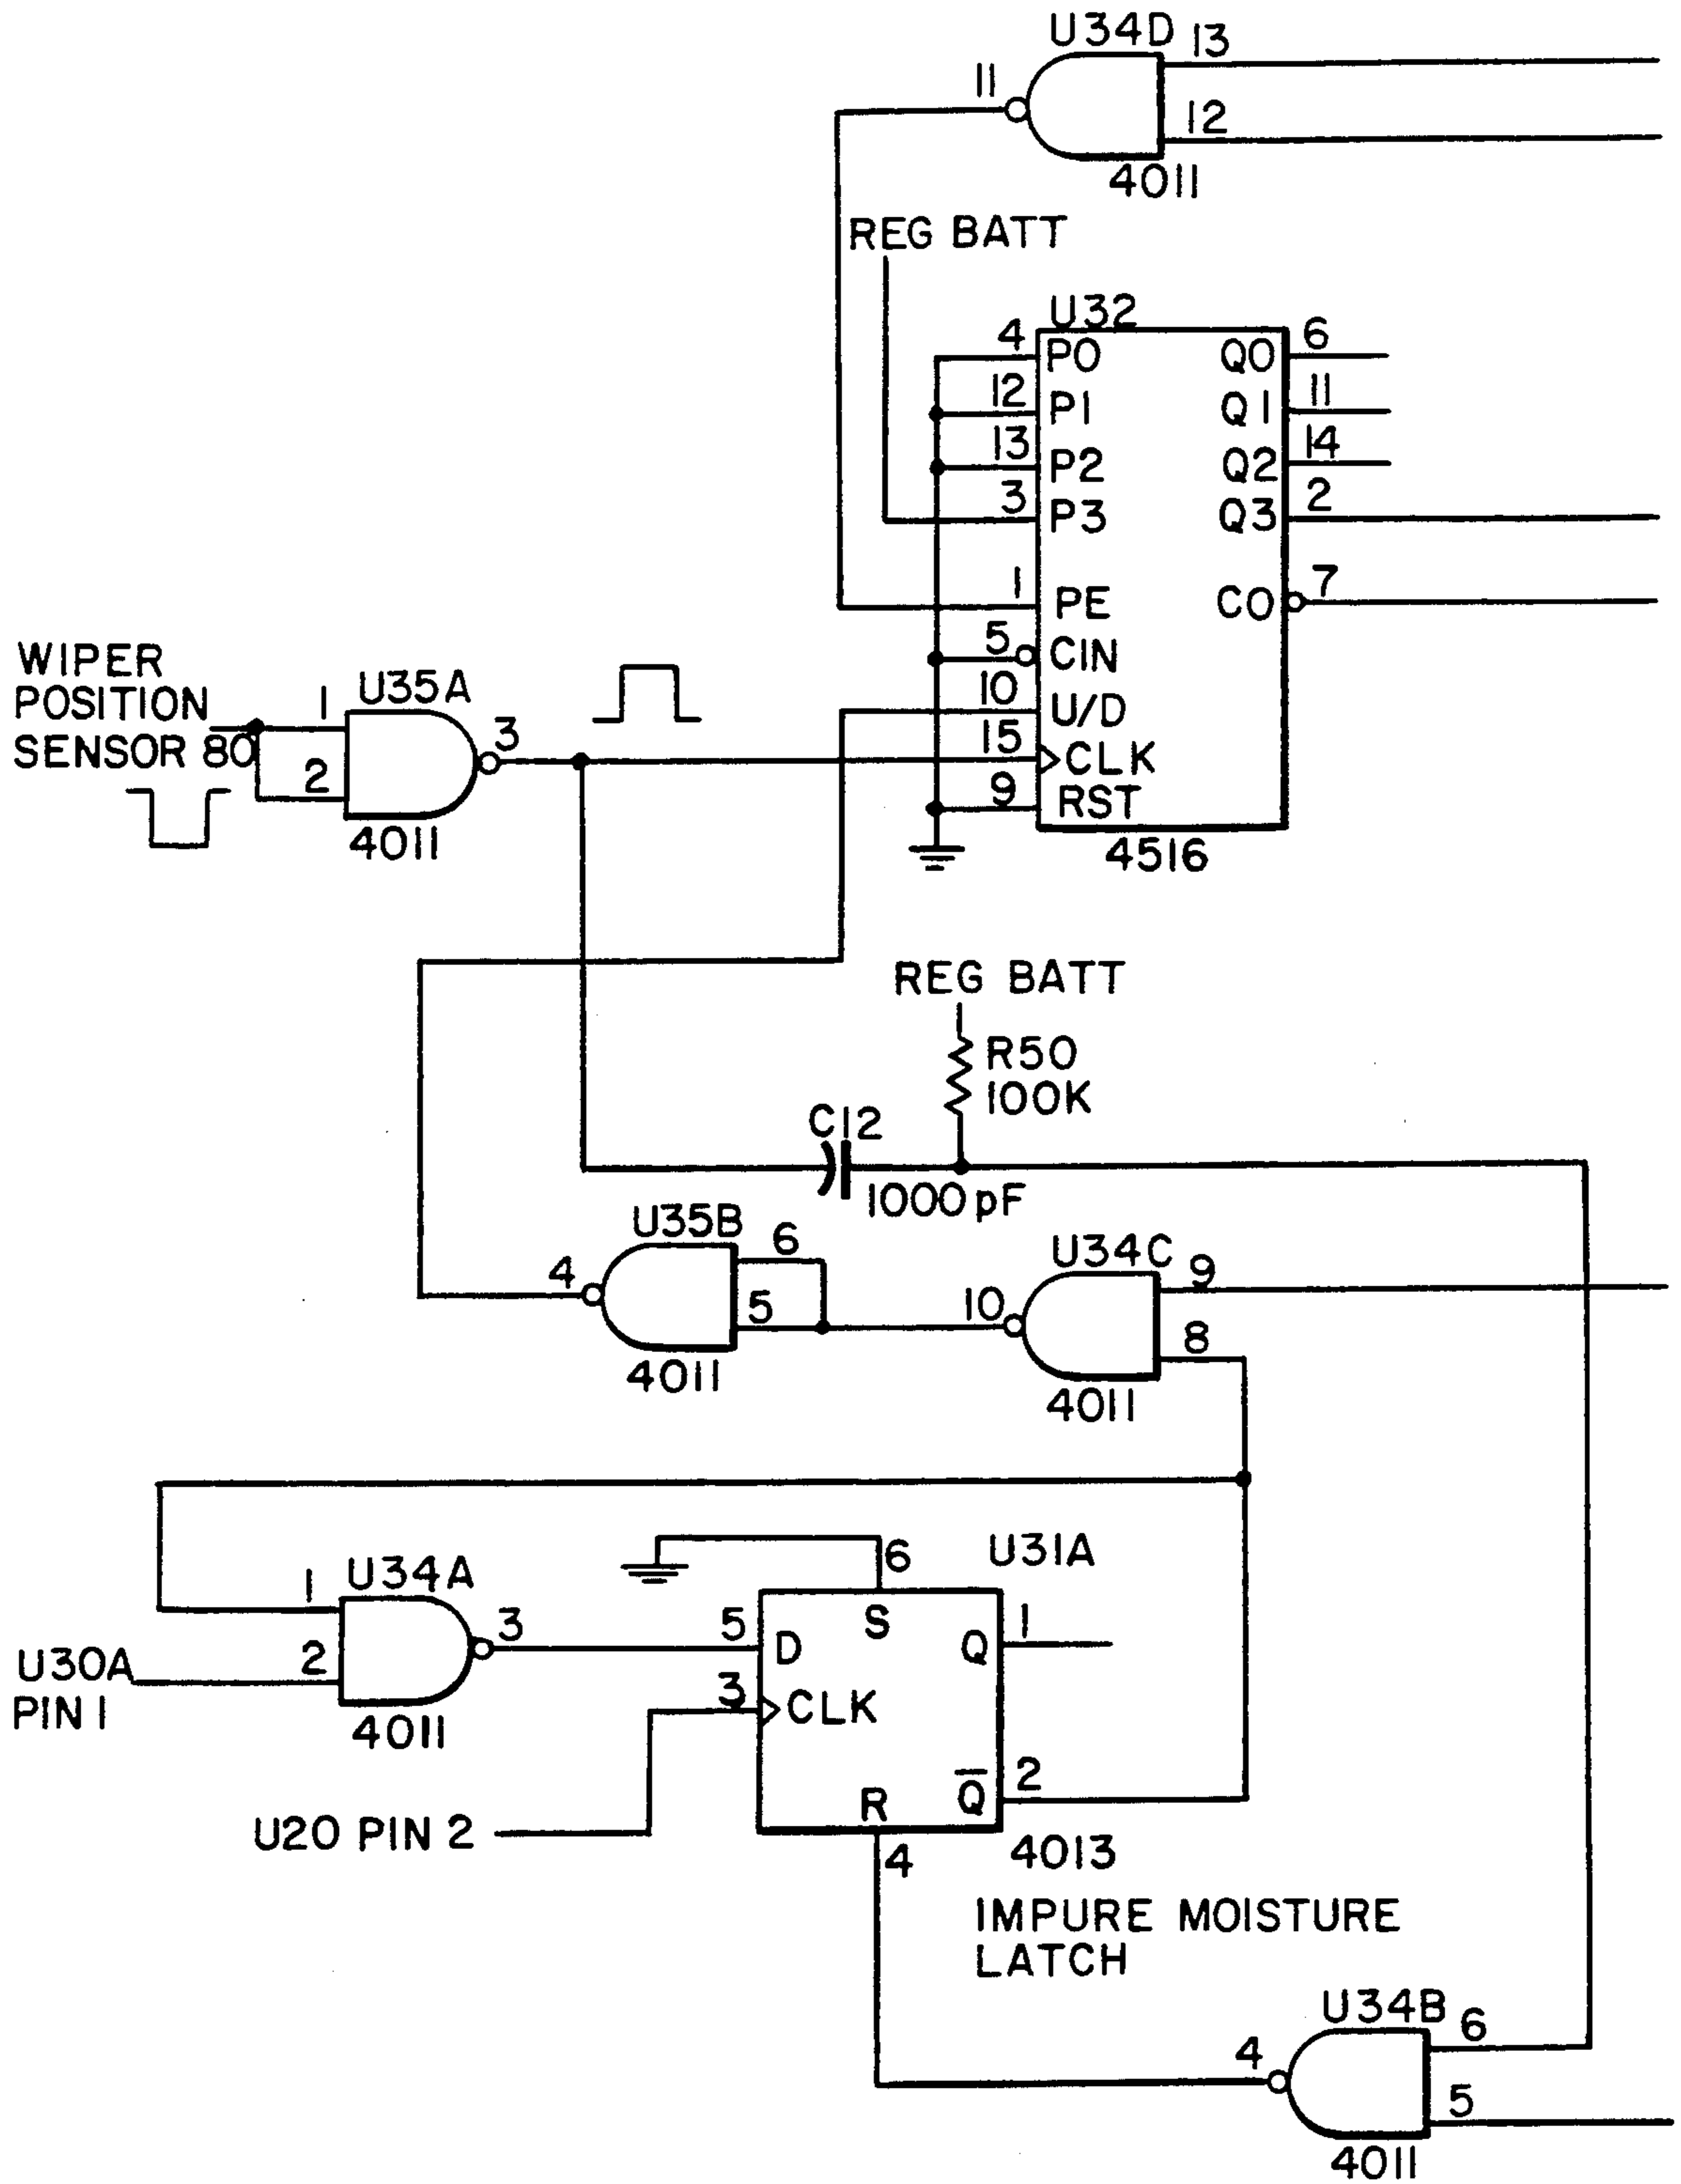 U34D
13
11
12
4011
REG BATT
U32
4 P0 Q0 6
12 P1 Q1 11
13 P2 Q2 14
3 P3 Q3 2
1 PE CO 7
5 CIN
10 U/D
15 CLK
9 RST
4516
WIPER
POSITION
SENSOR 80
1
2
U35A
3
4011
REG BATT
R50
100K
C12
1000pF
U35B
6
4
5
4011
U34C
9
10
8
4011
U34A
1
2
3
4011
U30A
PIN 1
U20 PIN 2
6
U31A
S
5 D Q 1
3 CLK
R Q̅ 2
4
4013
IMPURE MOISTURE
LATCH
U34B
6
4
5
4011